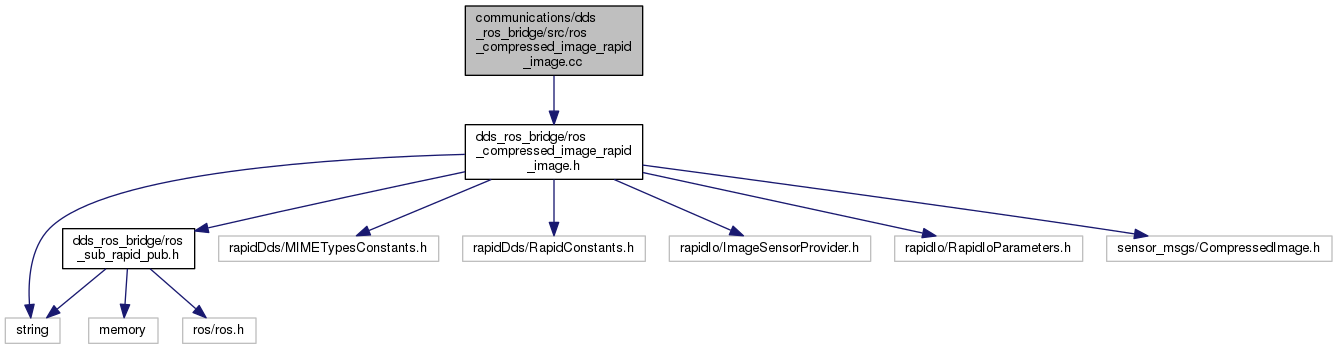 communications/dds
_ros_bridge/src/ros
_compressed_image_rapid
_image.cc
dds_ros_bridge/ros
_compressed_image_rapid
_image.h
dds_ros_bridge/ros
_sub_rapid_pub.h
rapidDds/MIMETypesConstants.h
rapidDds/RapidConstants.h
rapidIo/ImageSensorProvider.h
rapidIo/RapidIoParameters.h
sensor_msgs/CompressedImage.h
string
memory
ros/ros.h